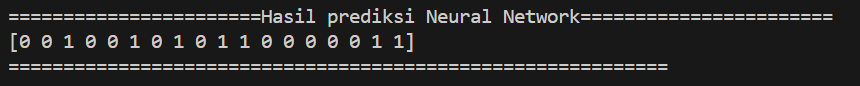 =======================Hasil prediksi Neural Network=======================
[0 0 1 0 0 1 0 1 0 1 1 0 0 0 0 0 1 1]
============================================================